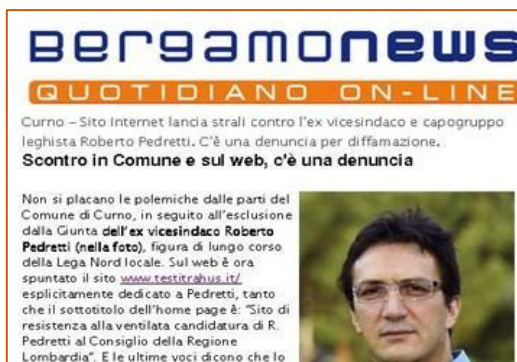 Bergamonews
QUOTIDIANO ON-LINE
Curno – Sito Internet lancia strali contro l'ex vicesindaco e capogruppo
leghista Roberto Pedretti. C'è una denuncia per diffamazione.
Scontro in Comune e sul web, c'è una denuncia
Non si placano le polemiche dalle parti del
Comune di Curno, in seguito all'esclusione
dalla Giunta dell'ex vicesindaco Roberto
Pedretti (nella foto), figura di lungo corso
della Lega Nord locale. Sul web è ora
spuntato il sito www.testitrahus.it/
esplicitamente dedicato a Pedretti, tanto
che il sottotitolo dell'home page è: "Sito di
resistenza alla ventilata candidatura di R.
Pedretti al Consiglio della Regione
Lombardia". E le ultime voci dicono che lo